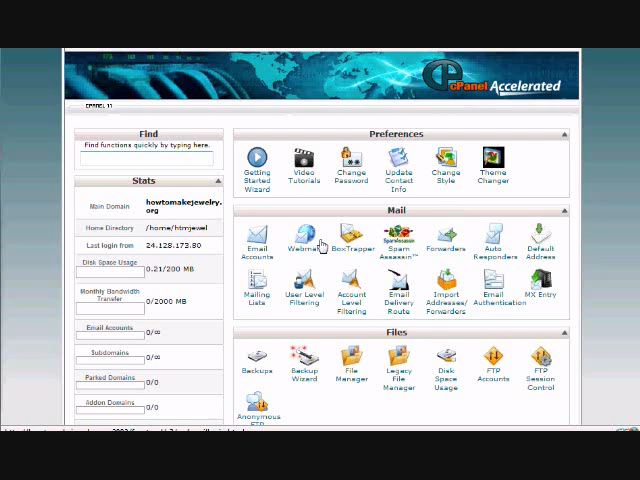 cPanel Accelerated
CPANEL 11
Find
Find functions quickly by typing here.
Stats
Main Domain
howtomakejewelry.
org
Home Directory
/home/htmjewel
Last login from
24.128.173.80
Disk Space Usage
0.21/200 MB
Monthly Bandwidth
Transfer
0/2000 MB
Email Accounts
0/∞
Subdomains
0/∞
Parked Domains
0/0
Addon Domains
0/0
Preferences
Getting
Started
Wizard
Video
Tutorials
Change
Password
Update
Contact
Info
Change
Style
Theme
Changer
Mail
Email
Accounts
Webmail
BoxTrapper
SpamAssassin
Spam
Assassin™
Forwarders
Auto
Responders
Default
Address
Mailing
Lists
User Level
Filtering
Account
Level
Filtering
Email
Delivery
Route
Import
Addresses/
Forwarders
Email
Authentication
MX Entry
Files
Backups
Backup
Wizard
File
Manager
Legacy
File
Manager
Disk
Space
Usage
FTP
Accounts
FTP
Session
Control
Anonymous
FTP